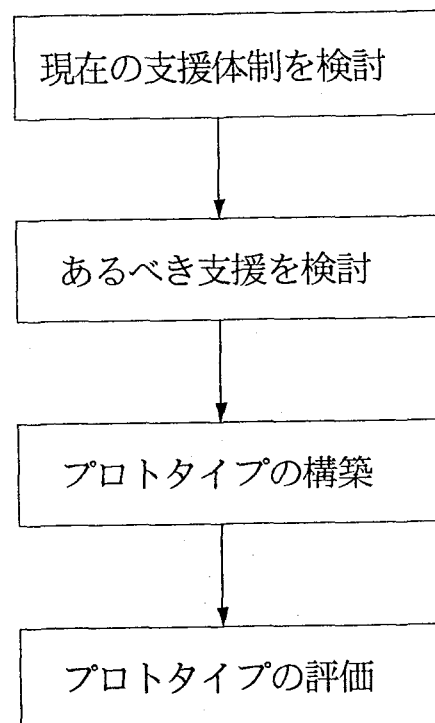 現在の支援体制を検討
あるべき支援を検討
プロトタイプの構築
プロトタイプの評価